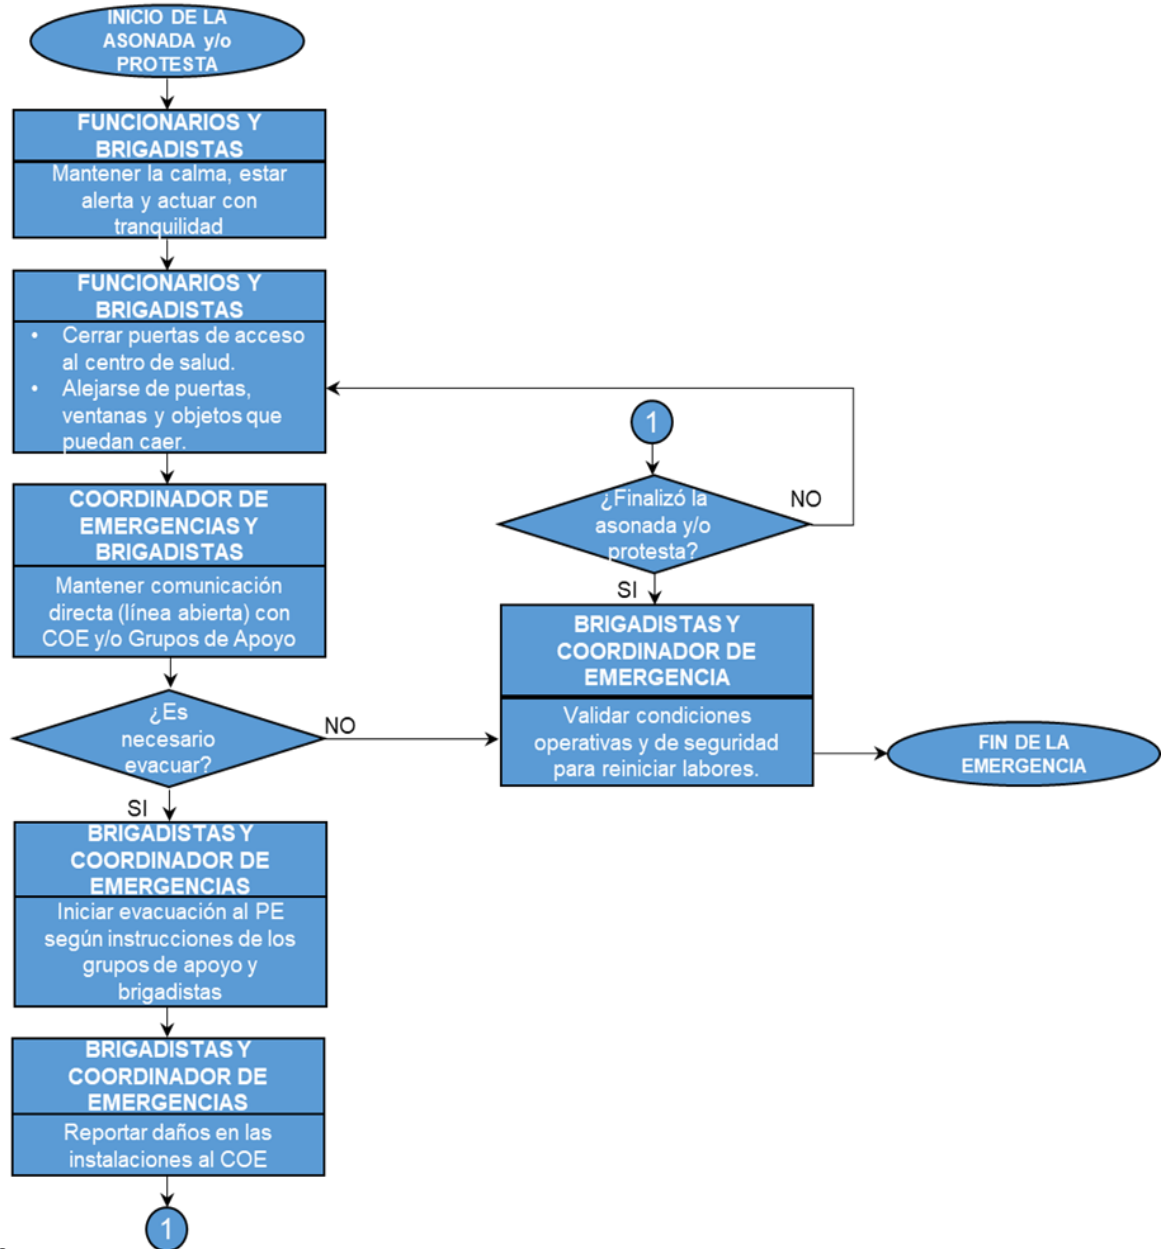 INICIO DE LA
ASONADA y/o
PROTESTA
FUNCIONARIOS Y
BRIGADISTAS
Mantener la calma, estar
alerta y actuar con
tranquilidad
FUNCIONARIOS Y
BRIGADISTAS
• Cerrar puertas de acceso
al centro de salud.
• Alejarse de puertas,
ventanas y objetos que
puedan caer.
COORDINADOR DE
EMERGENCIAS Y
BRIGADISTAS
Mantener comunicación
directa (línea abierta) con
COE y/o Grupos de Apoyo
¿Es
necesario
evacuar?
NO
SI
BRIGADISTAS Y
COORDINADOR DE
EMERGENCIAS
Iniciar evacuación al PE
según instrucciones de los
grupos de apoyo y
brigadistas
BRIGADISTAS Y
COORDINADOR DE
EMERGENCIAS
Reportar daños en las
instalaciones al COE
1
1
¿Finalizó la
asonada y/o
protesta?
NO
SI
BRIGADISTAS Y
COORDINADOR DE
EMERGENCIA
Validar condiciones
operativas y de seguridad
para reiniciar labores.
FIN DE LA
EMERGENCIA